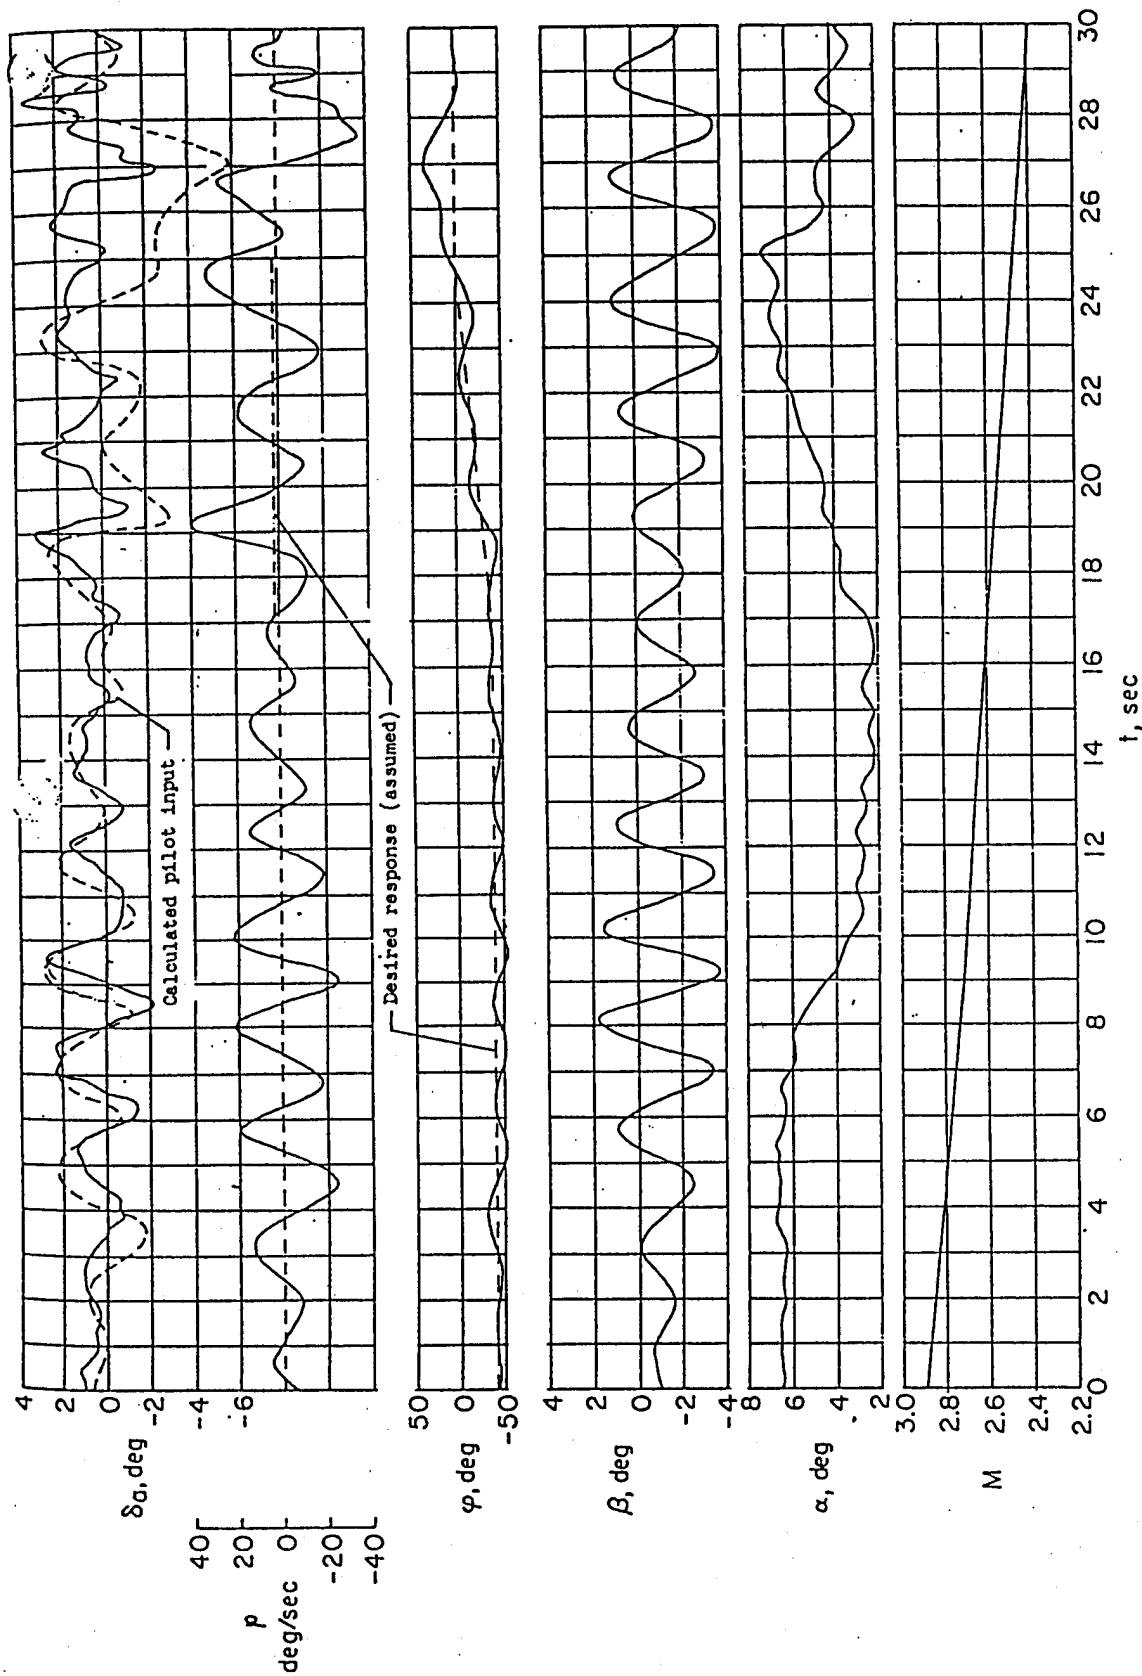 4
2
0
-2
-4
-6
δa, deg
Calculated pilot input
40
20
0
-20
-40
p
deg/sec
Desired response (assumed)
50
0
-50
φ, deg
4
2
0
-2
-4
β, deg
8
6
4
2
α, deg
3.0
2.8
2.6
2.4
2.2
M
0 2 4 6 8 10 12 14 16 18 20 22 24 26 28 30
t, sec